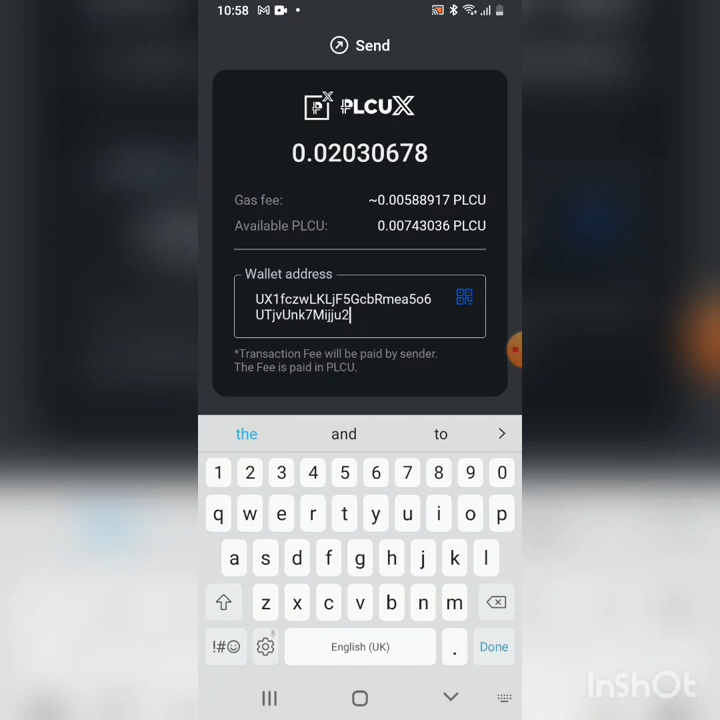 10:58
Send
PLCUX
0.02030678
Gas fee: ~0.00588917 PLCU
Available PLCU: 0.00743036 PLCU
Wallet address
UX1fczwLKLjF5GcbRmea5o6
UTjvUnk7Mijju2
*Transaction Fee will be paid by sender.
The Fee is paid in PLCU.
the and to
1 2 3 4 5 6 7 8 9 0
q w e r t y u i o p
a s d f g h j k l
z x c v b n m
!#☺ English (UK) . Done
InShOt